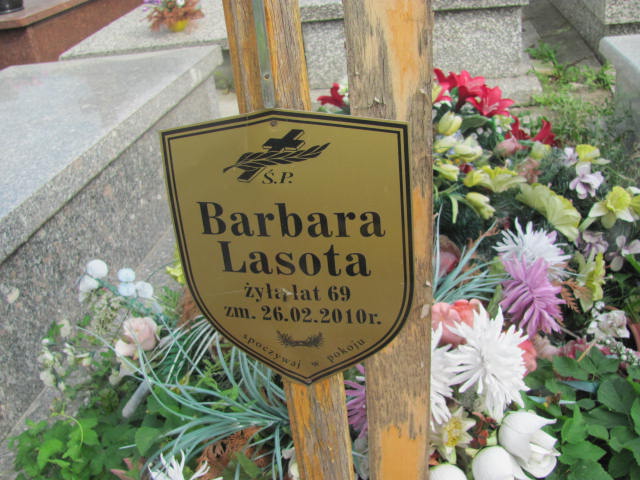 Ś.P.
Barbara
Lasota
żyła lat 69
zm. 26.02.2010r.
spoczywaj w pokoju